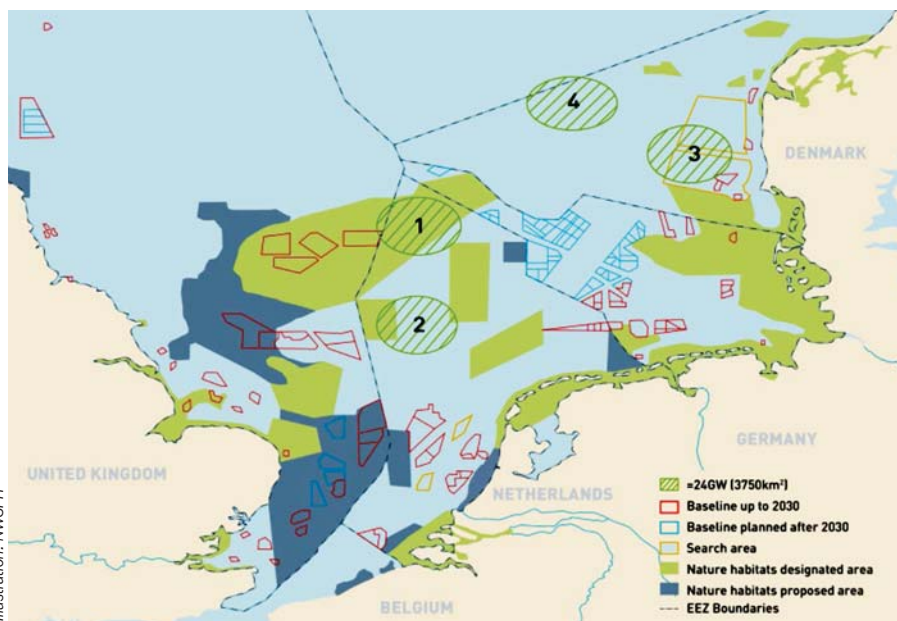 4
3
DENMARK
1
2
UNITED KINGDOM
GERMANY
NETHERLANDS
BELGIUM
=24GW (3750km²)
Baseline up to 2030
Baseline planned after 2030
Search area
Nature habitats designated area
Nature habitats proposed area
EEZ Boundaries